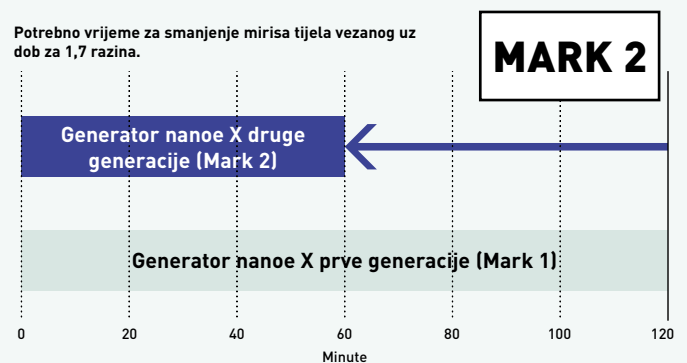 Potrebno vrijeme za smanjenje mirisa tijela vezanog uz
dob za 1,7 razina.
MARK 2
Generator nanoe X druge
generacije (Mark 2)
Generator nanoe X prve generacije (Mark 1)
0 20 40 60 80 100 120
Minute